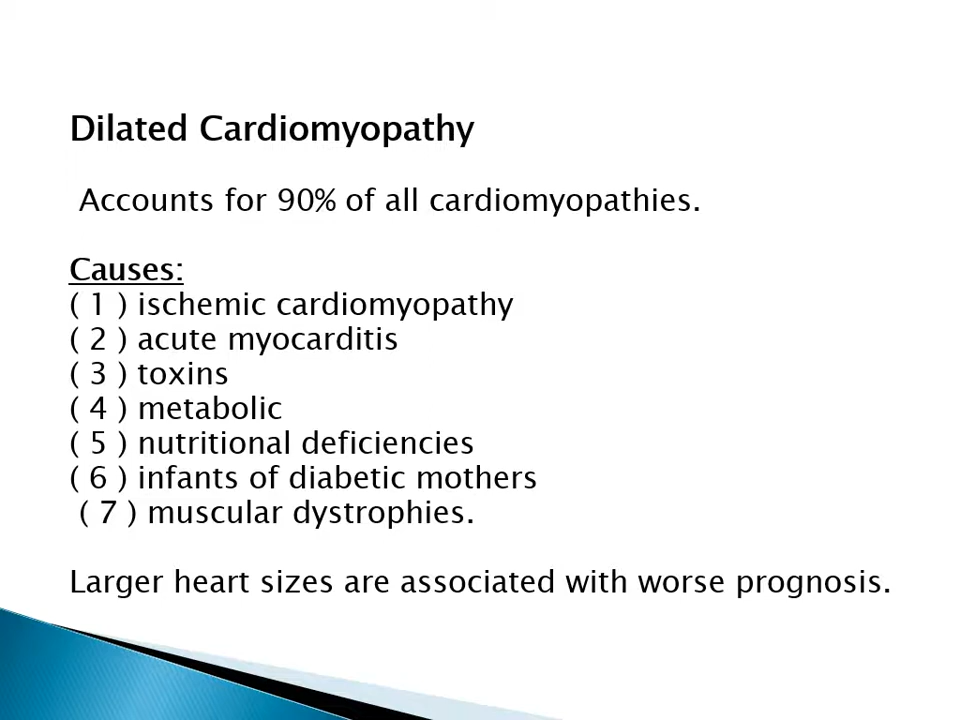 Dilated Cardiomyopathy
Accounts for 90% of all cardiomyopathies.
Causes:
( 1 ) ischemic cardiomyopathy
( 2 ) acute myocarditis
( 3 ) toxins
( 4 ) metabolic
( 5 ) nutritional deficiencies
( 6 ) infants of diabetic mothers
( 7 ) muscular dystrophies.
Larger heart sizes are associated with worse prognosis.